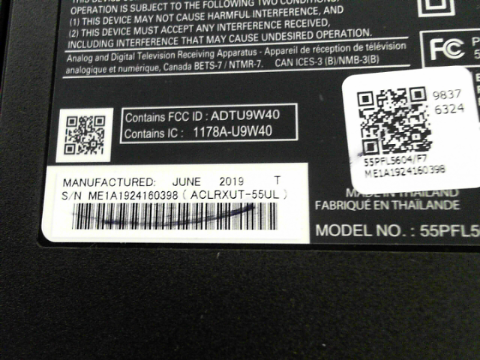 OPERATION IS SUBJECT TO THE FOLLOWING TWO CONDITIONS:
(1) THIS DEVICE MAY NOT CAUSE HARMFUL INTERFERENCE, AND
(2) THIS DEVICE MUST ACCEPT ANY INTERFERENCE RECEIVED,
INCLUDING INTERFERENCE THAT MAY CAUSE UNDESIRED OPERATION.
Analog and Digital Television Receiving Apparatus - Appareil de réception de télévision
analogique et numérique, Canada BETS-7 / NTMR-7. CAN ICES-3 (B)/NMB-3(B)
FC
Contains FCC ID : ADTU9W40
Contains IC : 1178A-U9W40
9837
6324
55PFL5604/F7
ME1A1924160398
MANUFACTURED: JUNE 2019 T
S/N ME1A1924160398 (ACLRXUT-55UL)
MADE IN THAILAND
FABRIQUÉ EN THAÏLANDE
MODEL NO. : 55PFL5